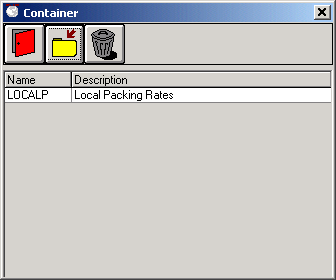 Container
Name Description
LOCALP Local Packing Rates